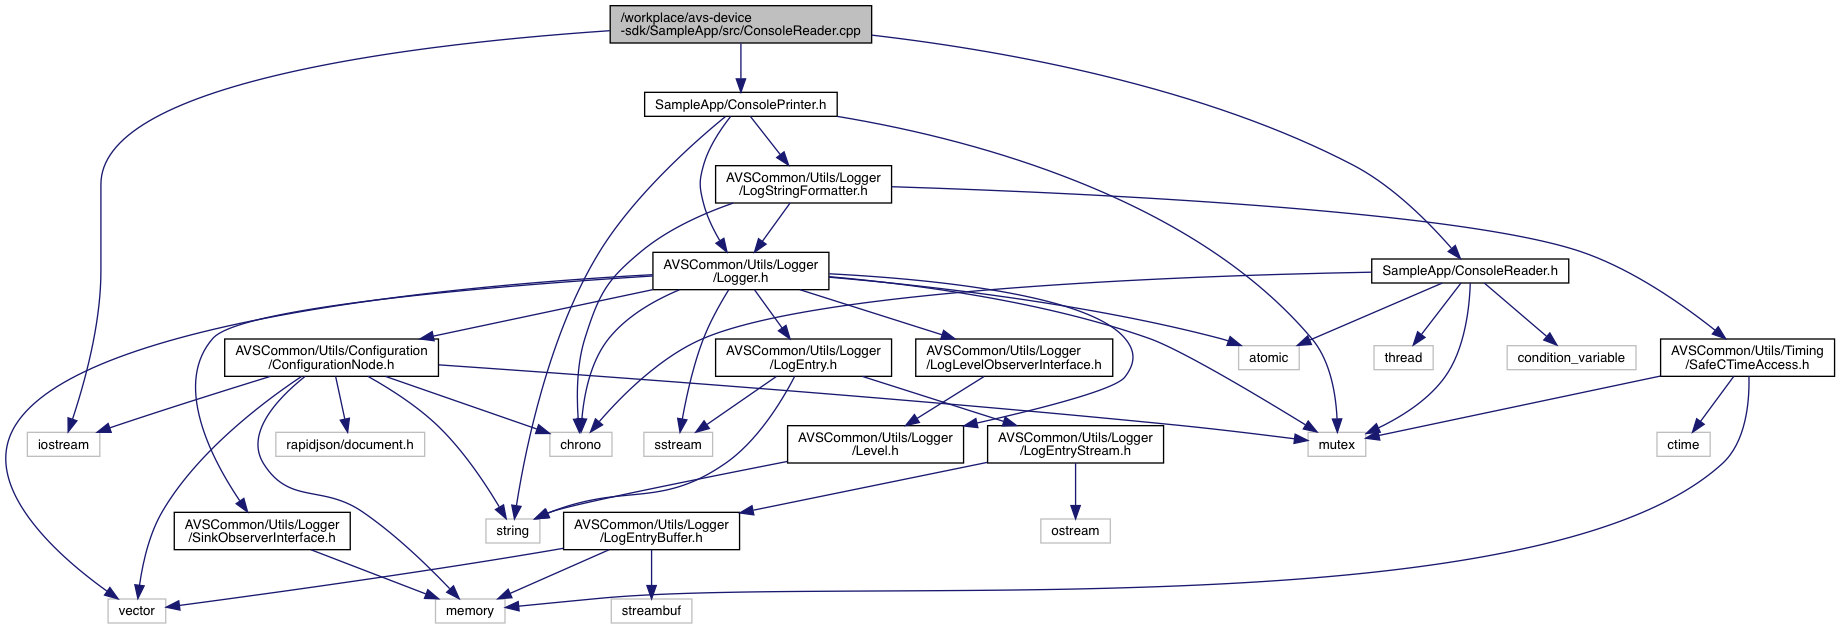 /workplace/avs-device
-sdk/SampleApp/src/ConsoleReader.cpp
SampleApp/ConsolePrinter.h
AVSCommon/Utils/Logger
/LogStringFormatter.h
AVSCommon/Utils/Logger
/Logger.h
SampleApp/ConsoleReader.h
AVSCommon/Utils/Configuration
/ConfigurationNode.h
AVSCommon/Utils/Logger
/LogEntry.h
AVSCommon/Utils/Logger
/LogLevelObserverInterface.h
atomic
thread
condition_variable
AVSCommon/Utils/Timing
/SafeCTimeAccess.h
iostream
rapidjson/document.h
chrono
sstream
AVSCommon/Utils/Logger
/Level.h
AVSCommon/Utils/Logger
/LogEntryStream.h
mutex
ctime
AVSCommon/Utils/Logger
/SinkObserverInterface.h
string
AVSCommon/Utils/Logger
/LogEntryBuffer.h
ostream
vector
memory
streambuf